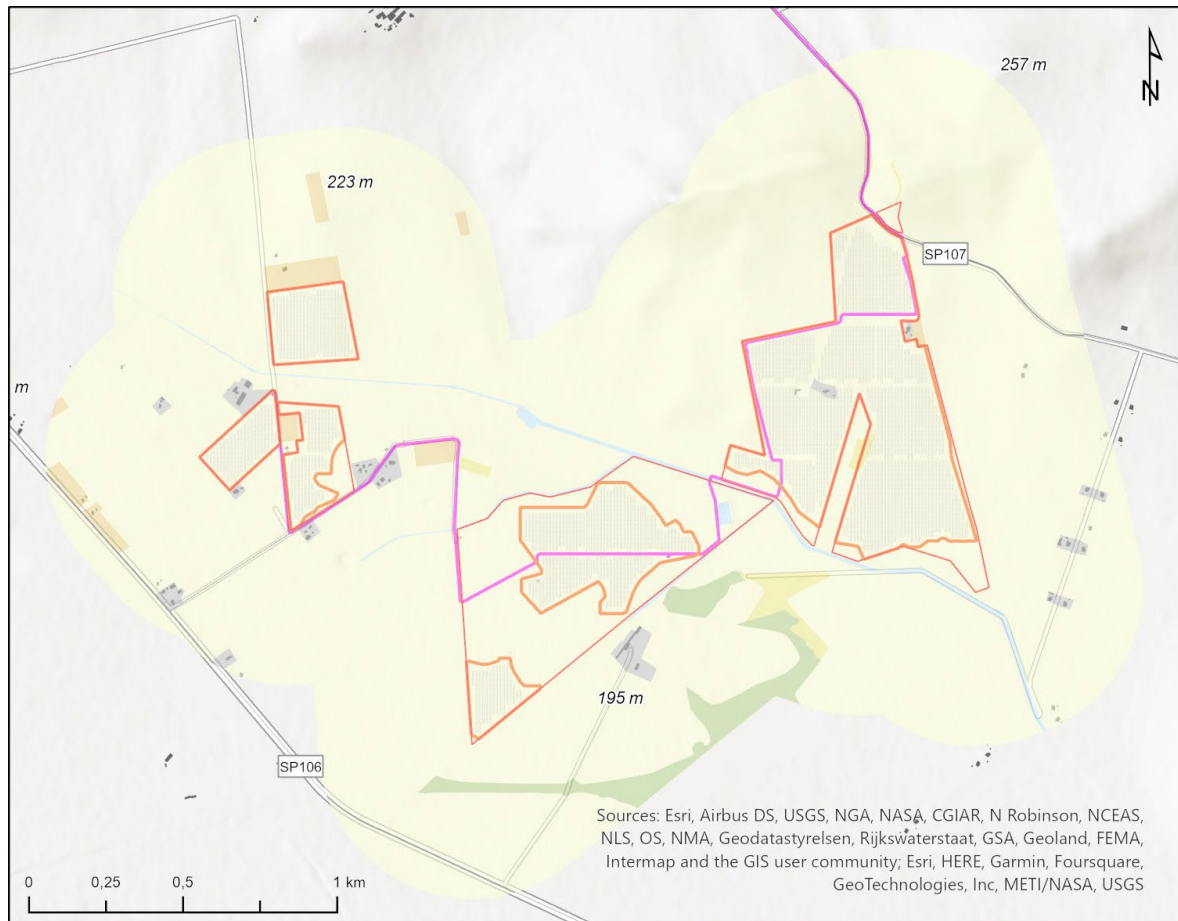 257 m
N
223 m
SP107
m
195 m
SP106
Sources: Esri, Airbus DS, USGS, NGA, NASA, CGIAR, N Robinson, NCEAS,
NLS, OS, NMA, Geodatastyrelsen, Rijkswaterstaat, GSA, Geoland, FEMA,
Intermap and the GIS user community; Esri, HERE, Garmin, Foursquare,
GeoTechnologies, Inc, METI/NASA, USGS
0 0,25 0,5 1 km